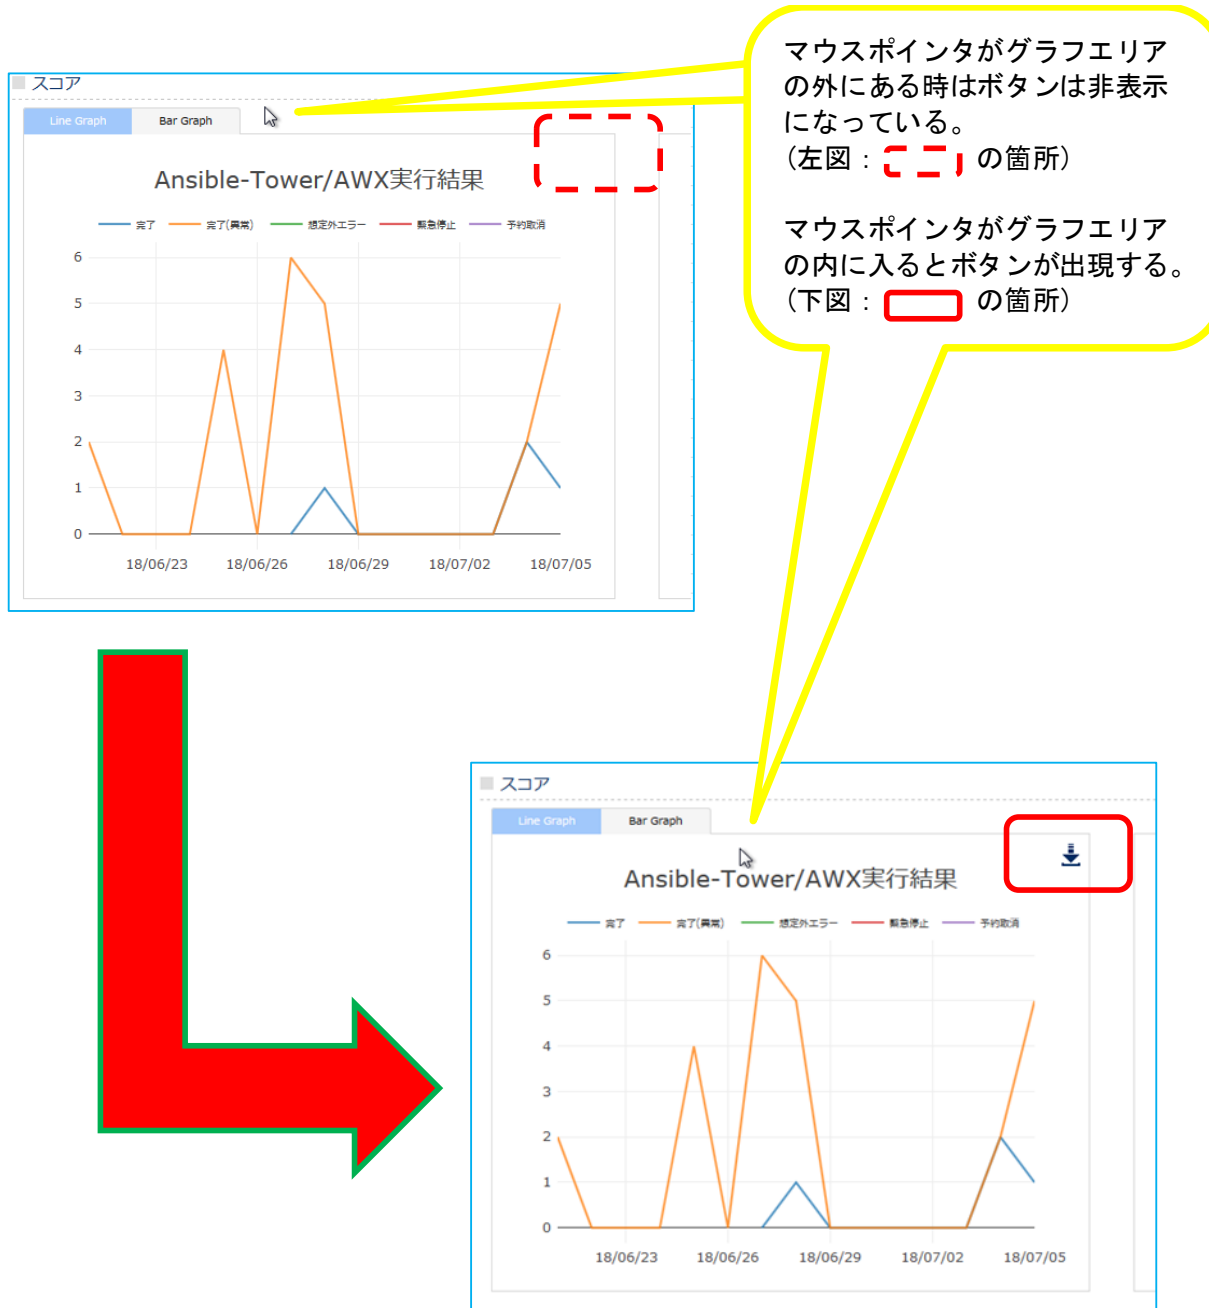 マウスポインタがグラフエリア
の外にある時はボタンは非表示
になっている。
(左図： の箇所)
マウスポインタがグラフエリア
の内に入るとボタンが出現する。
(下図： の箇所)
スコア
Line Graph Bar Graph
Ansible-Tower/AWX実行結果
完了 完了(異常) 想定外エラー 緊急停止 予約取消
6
5
4
3
2
1
0
18/06/23 18/06/26 18/06/29 18/07/02 18/07/05
スコア
Line Graph Bar Graph
Ansible-Tower/AWX実行結果
完了 完了(異常) 想定外エラー 緊急停止 予約取消
6
5
4
3
2
1
0
18/06/23 18/06/26 18/06/29 18/07/02 18/07/05